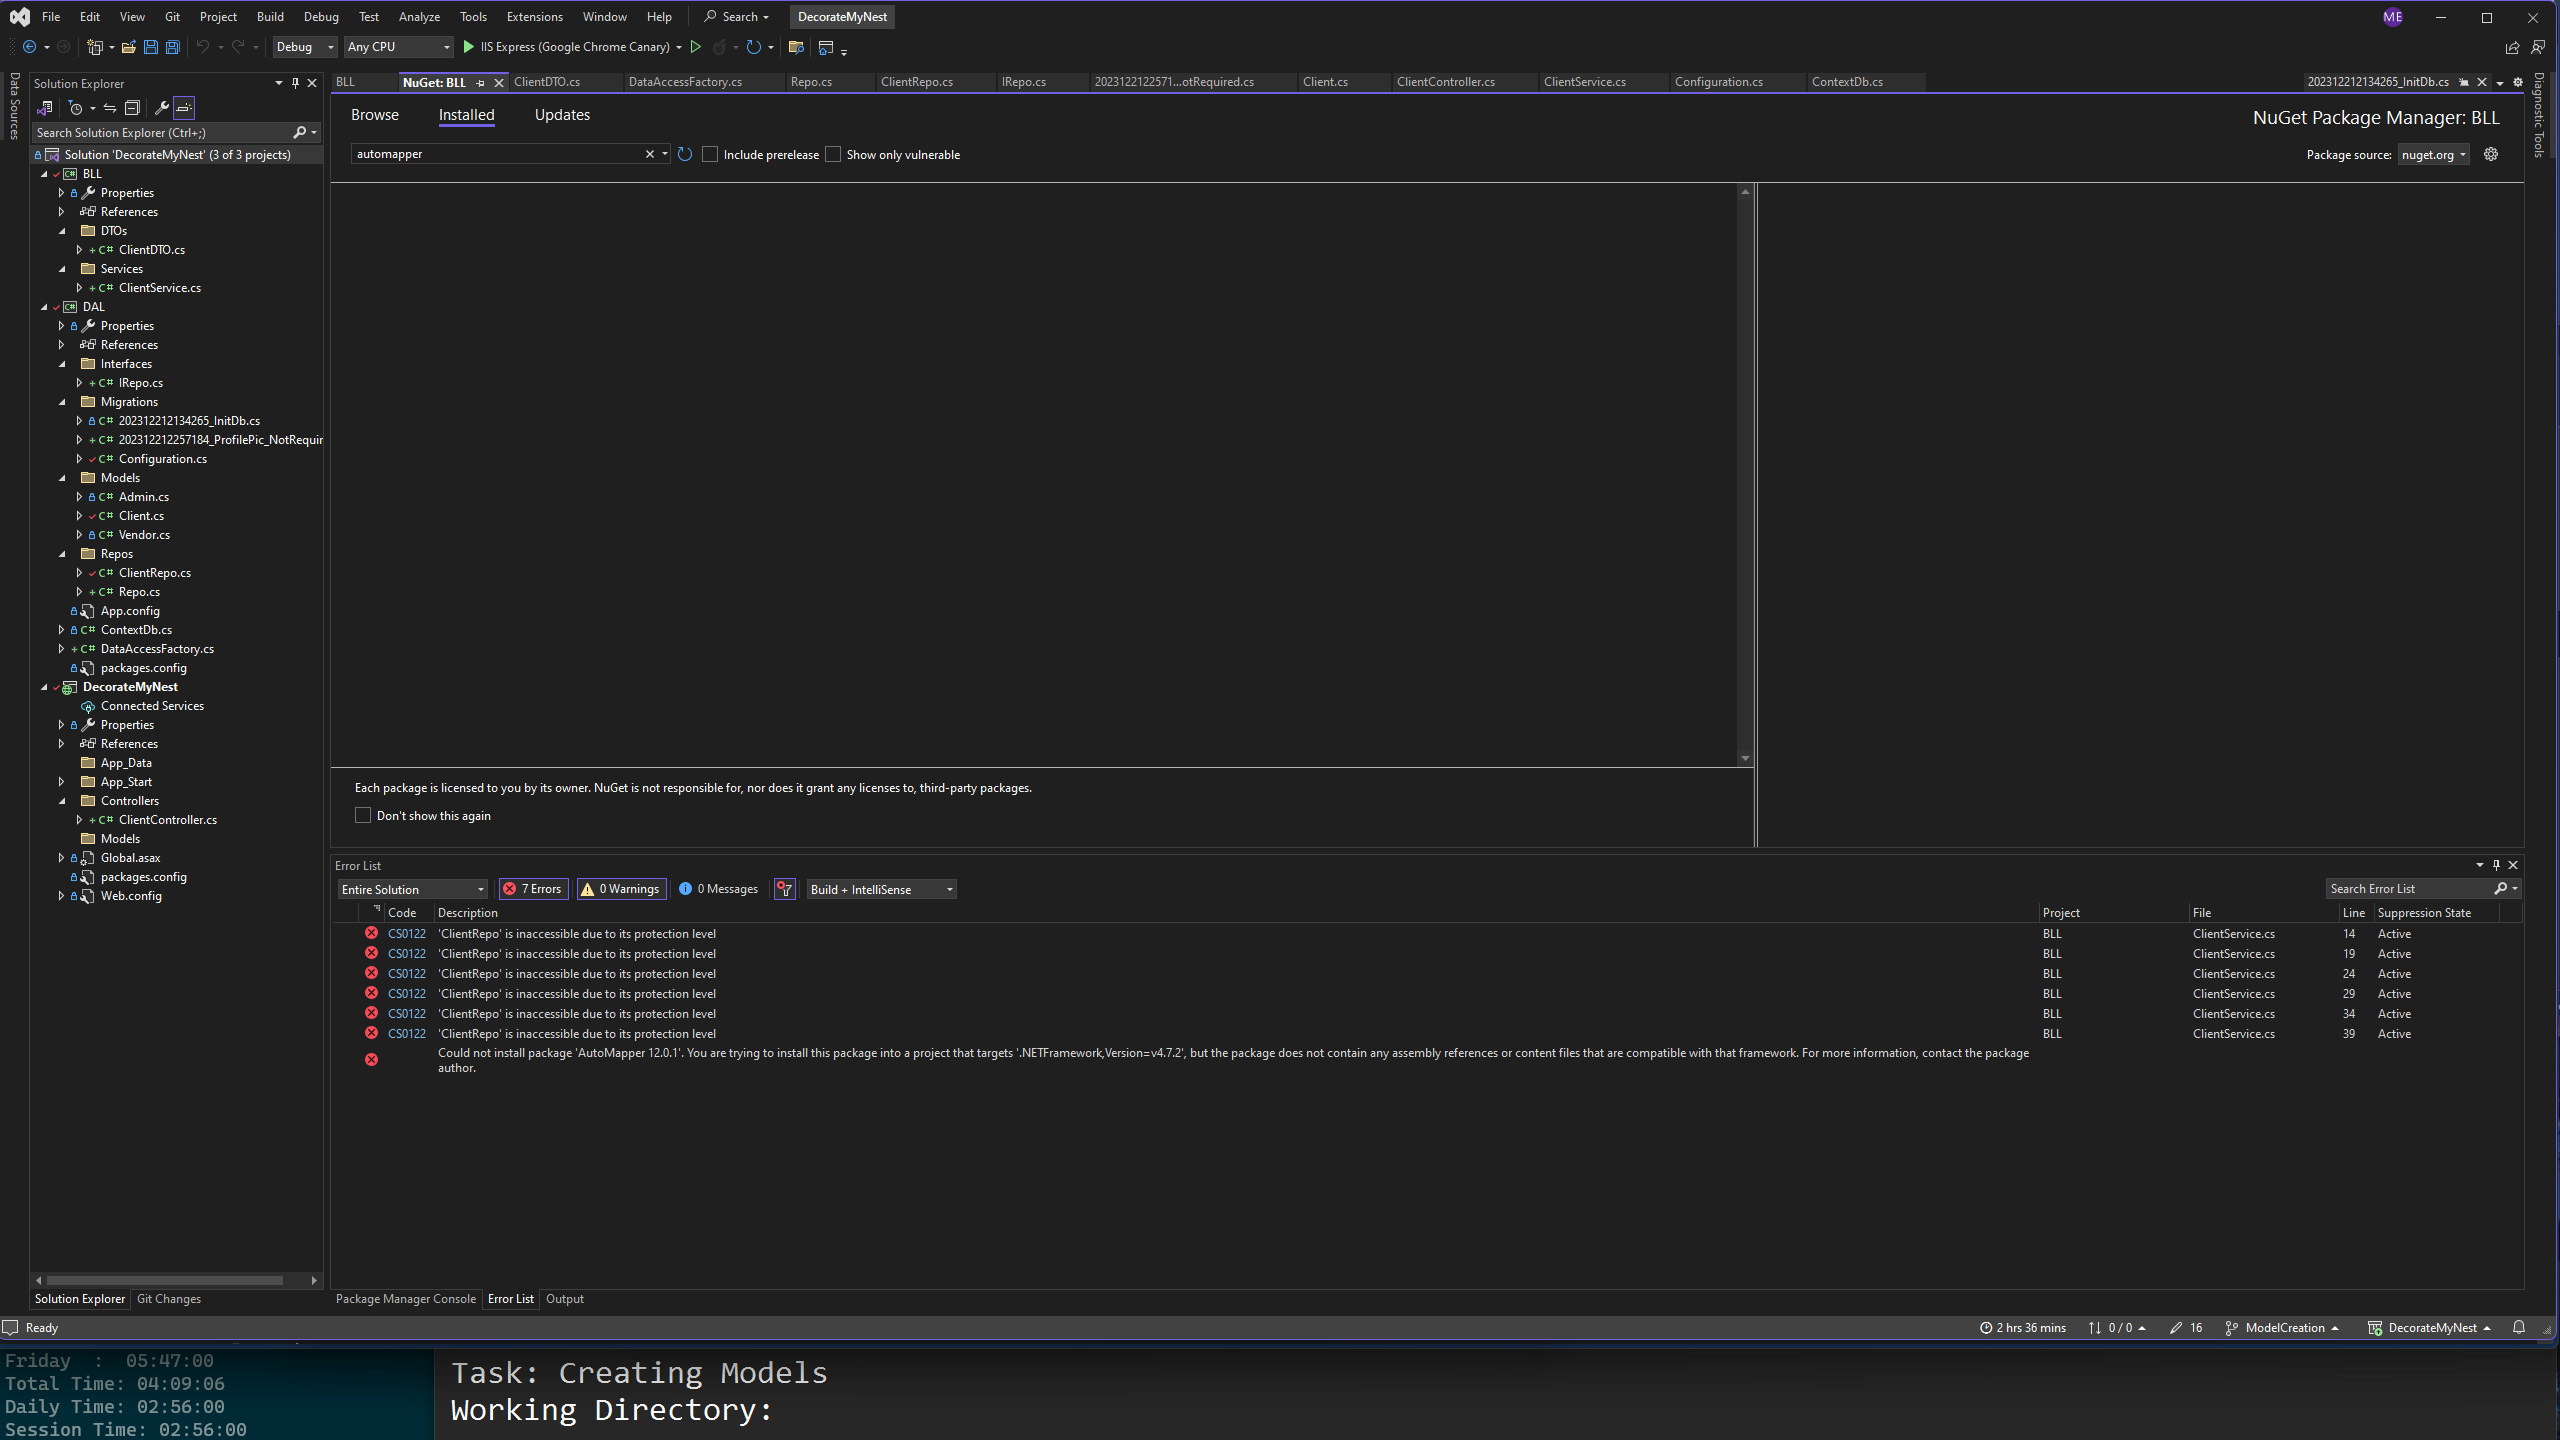 File Edit View Git Project Build Debug Test Analyze Tools Extensions Window Help Search DecorateMyNest ME
Debug Any CPU IIS Express (Google Chrome Canary)
Data Sources
Solution Explorer
Search Solution Explorer (Ctrl+;)
Solution 'DecorateMyNest' (3 of 3 projects)
BLL
Properties
References
DTOs
C# ClientDTO.cs
Services
C# ClientService.cs
DAL
Properties
References
Interfaces
C# IRepo.cs
Migrations
C# 202312212134265_InitDb.cs
C# 202312212257184_ProfilePic_NotRequir
C# Configuration.cs
Models
C# Admin.cs
C# Client.cs
C# Vendor.cs
Repos
C# ClientRepo.cs
C# Repo.cs
App.config
C# ContextDb.cs
C# DataAccessFactory.cs
packages.config
DecorateMyNest
Connected Services
Properties
References
App_Data
App_Start
Controllers
C# ClientController.cs
Models
Global.asax
packages.config
Web.config
Solution Explorer Git Changes
BLL NuGet: BLL ClientDTO.cs DataAccessFactory.cs Repo.cs ClientRepo.cs IRepo.cs 2023122122571...otRequired.cs Client.cs ClientController.cs ClientService.cs Configuration.cs ContextDb.cs 202312212134265_InitDb.cs
Browse Installed Updates
NuGet Package Manager: BLL
automapper Include prerelease Show only vulnerable
Package source: nuget.org
Each package is licensed to you by its owner. NuGet is not responsible for, nor does it grant any licenses to, third-party packages.
Don't show this again
Diagnostic Tools
Error List
Entire Solution 7 Errors 0 Warnings 0 Messages Build + IntelliSense Search Error List
Code Description Project File Line Suppression State
CS0122 'ClientRepo' is inaccessible due to its protection level BLL ClientService.cs 14 Active
CS0122 'ClientRepo' is inaccessible due to its protection level BLL ClientService.cs 19 Active
CS0122 'ClientRepo' is inaccessible due to its protection level BLL ClientService.cs 24 Active
CS0122 'ClientRepo' is inaccessible due to its protection level BLL ClientService.cs 29 Active
CS0122 'ClientRepo' is inaccessible due to its protection level BLL ClientService.cs 34 Active
CS0122 'ClientRepo' is inaccessible due to its protection level BLL ClientService.cs 39 Active
Could not install package 'AutoMapper 12.0.1'. You are trying to install this package into a project that targets '.NETFramework,Version=v4.7.2', but the package does not contain any assembly references or content files that are compatible with that framework. For more information, contact the package
author.
Package Manager Console Error List Output
Ready 2 hrs 36 mins 0 / 0 16 ModelCreation DecorateMyNest
Friday : 05:47:00
Total Time: 04:09:06
Daily Time: 02:56:00
Session Time: 02:56:00
Task: Creating Models
Working Directory: